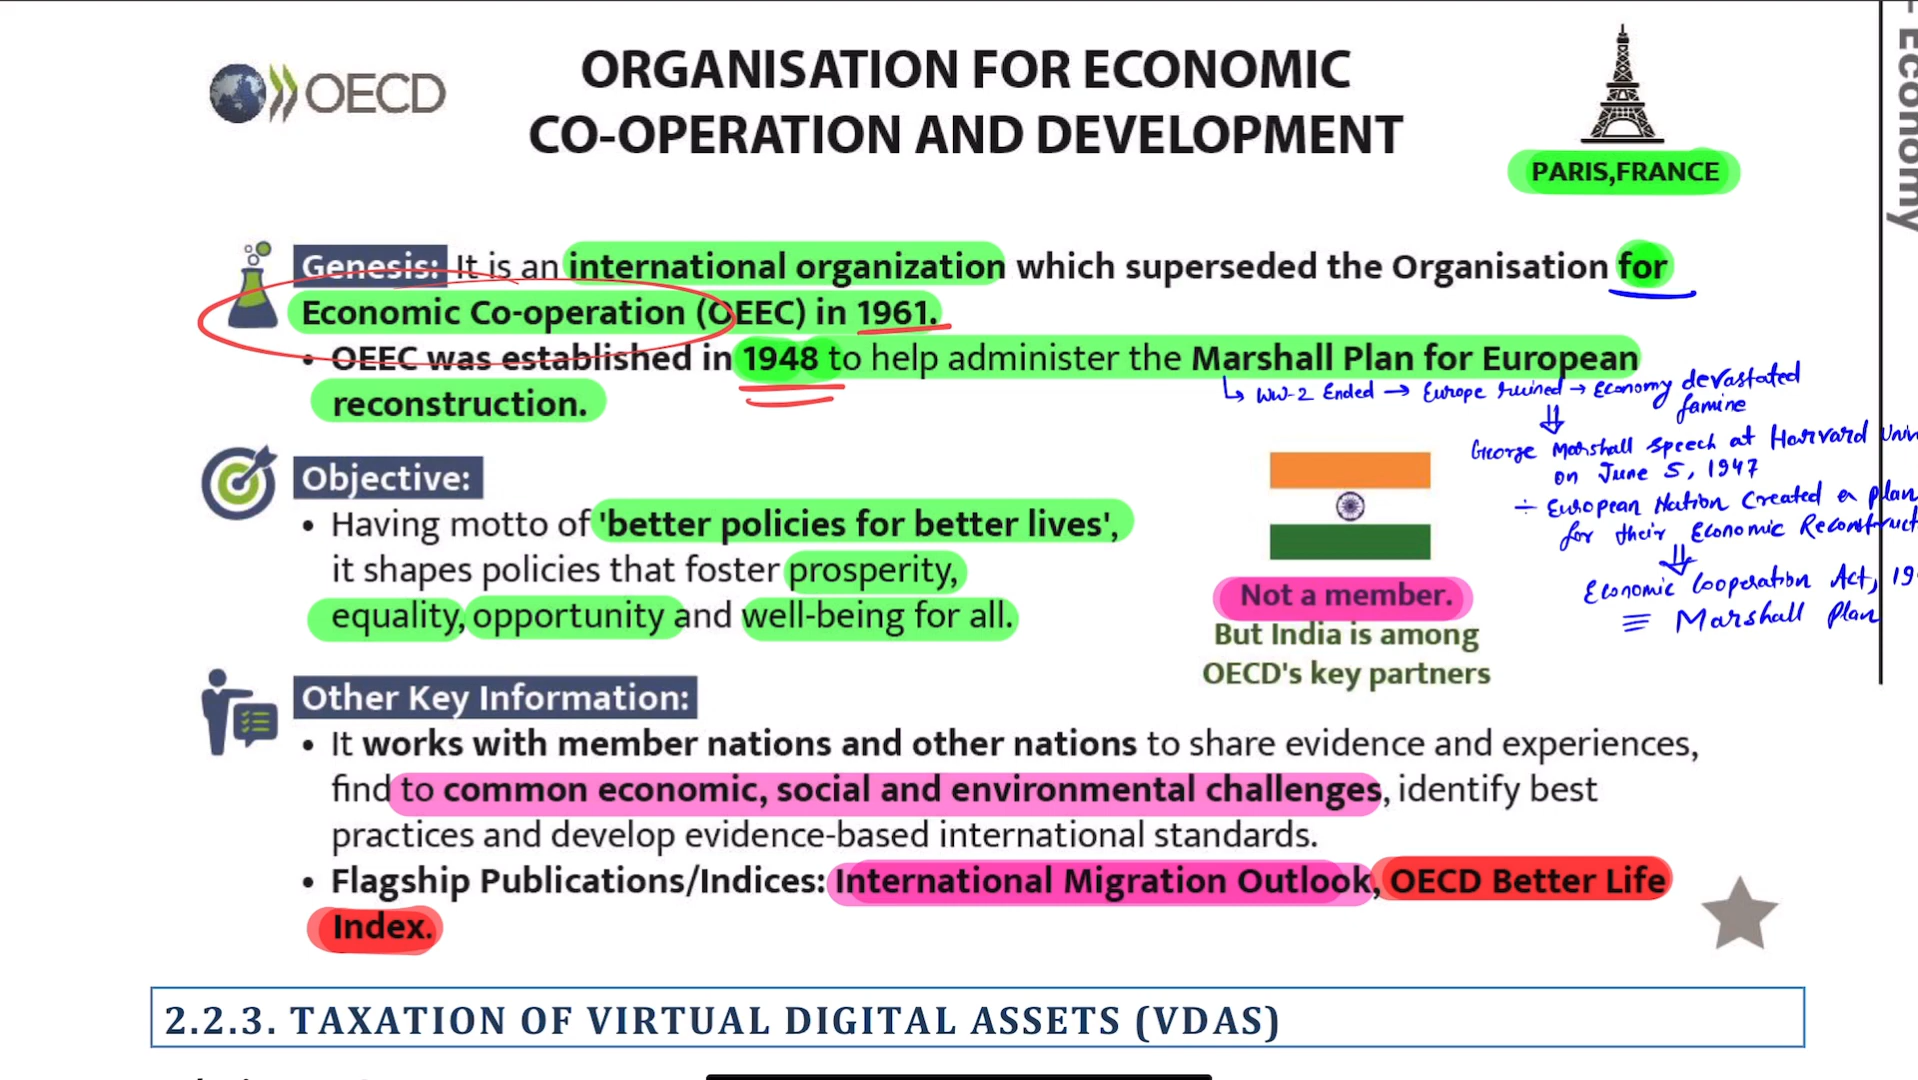 OECD
ORGANISATION FOR ECONOMIC
CO-OPERATION AND DEVELOPMENT
PARIS,FRANCE
Economy
Genesis: It is an international organization which superseded the Organisation for
Economic Co-operation (OEEC) in 1961.
• OEEC was established in 1948 to help administer the Marshall Plan for European
reconstruction.
↳ WW-2 Ended → Europe ruined → Economy devastated
famine
⇓
George Marshall speech at Harvard Univ
on June 5, 1947
÷ European Nation Created a plan
for their Economic Reconstruct
⇓
Economic Cooperation Act, 19
≡ Marshall Plan
Objective:
• Having motto of 'better policies for better lives',
it shapes policies that foster prosperity,
equality, opportunity and well-being for all.
Not a member.
But India is among
OECD's key partners
Other Key Information:
• It works with member nations and other nations to share evidence and experiences,
find to common economic, social and environmental challenges, identify best
practices and develop evidence-based international standards.
• Flagship Publications/Indices: International Migration Outlook, OECD Better Life
Index.
2.2.3. TAXATION OF VIRTUAL DIGITAL ASSETS (VDAS)